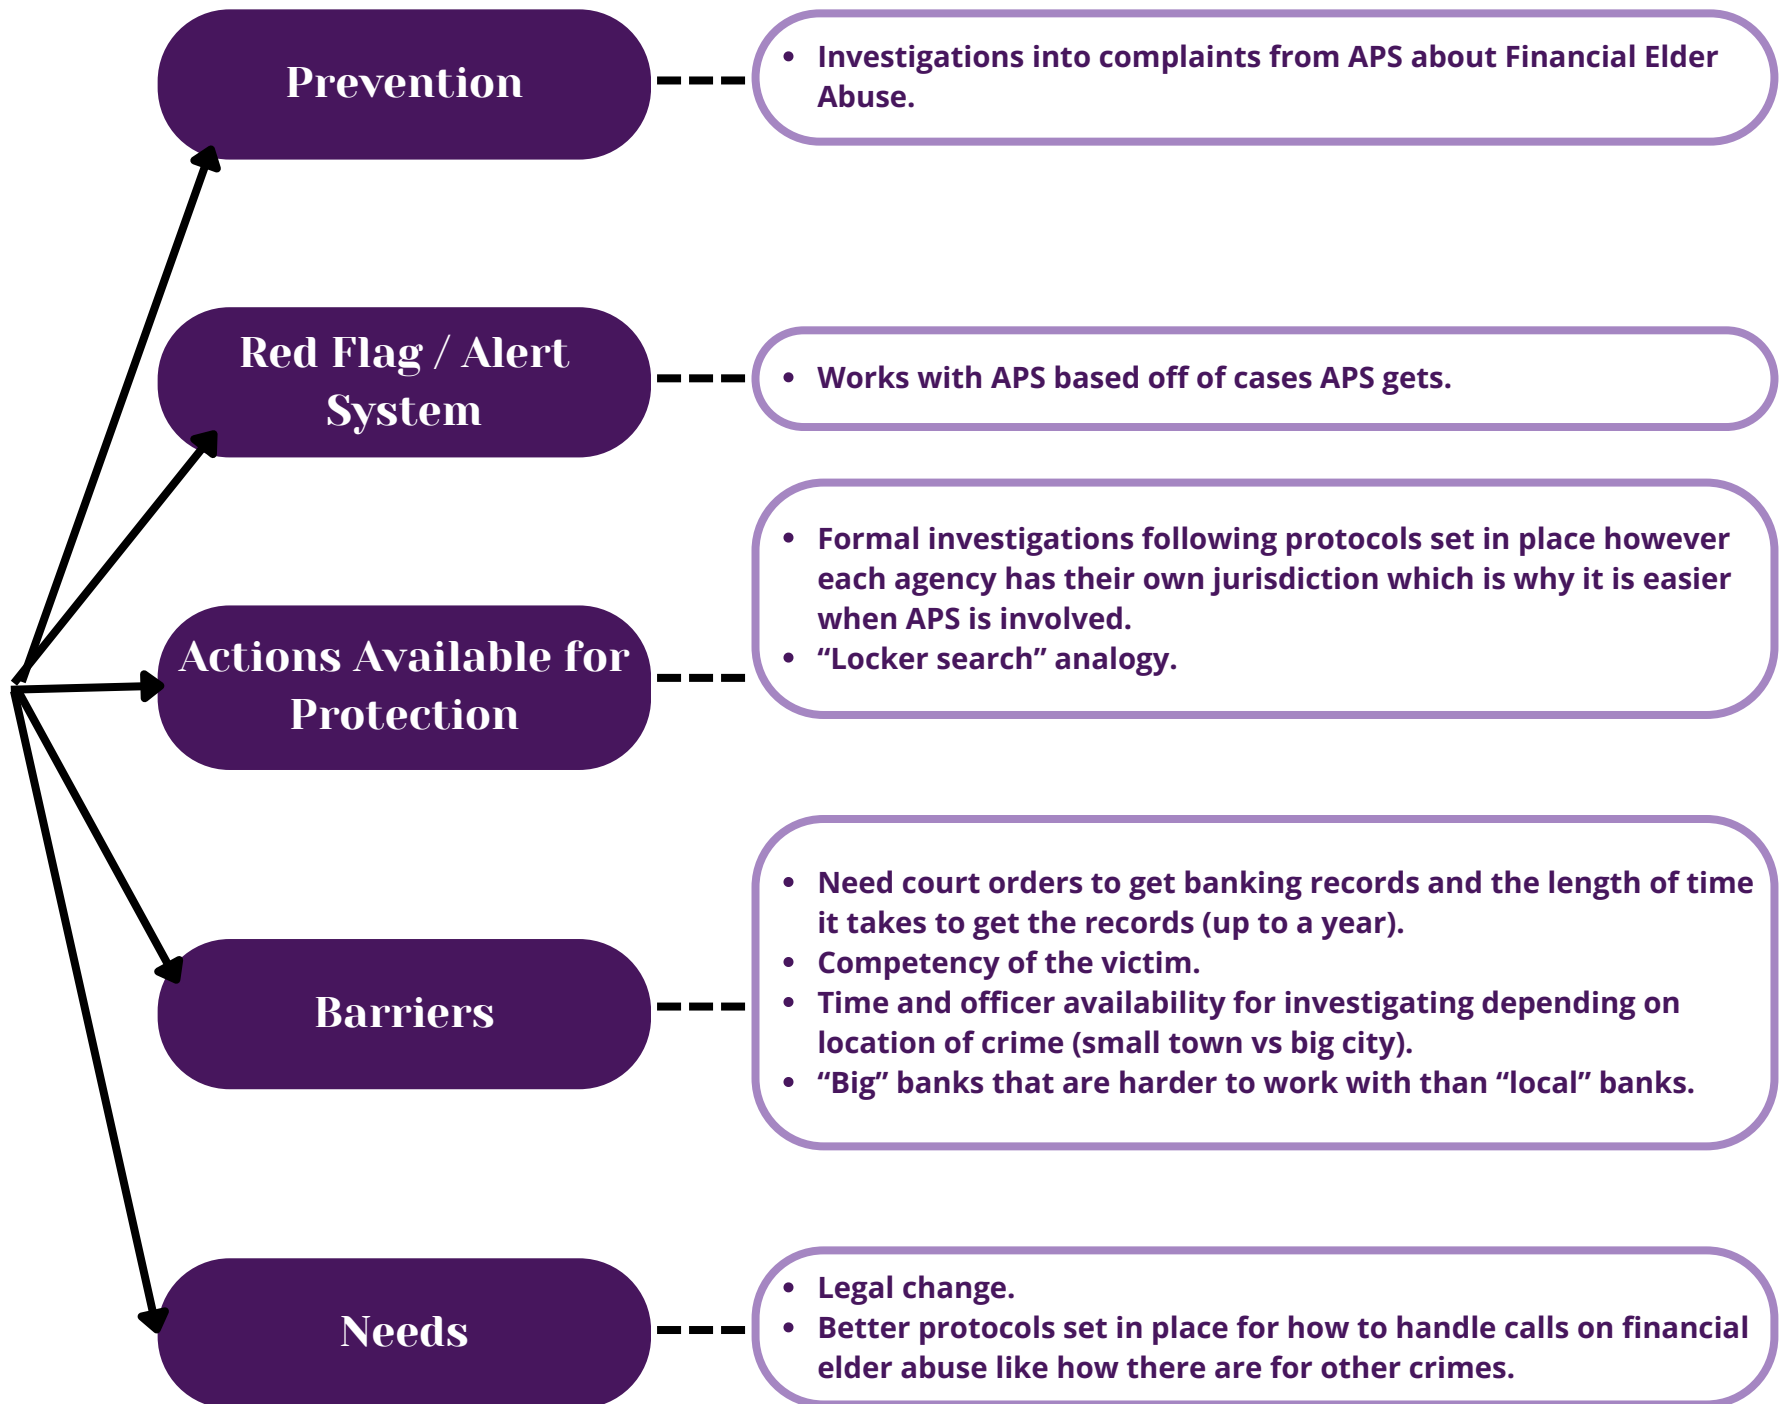 Prevention
• Investigations into complaints from APS about Financial Elder
Abuse.
Red Flag / Alert
System
• Works with APS based off of cases APS gets.
Actions Available for
Protection
• Formal investigations following protocols set in place however
each agency has their own jurisdiction which is why it is easier
when APS is involved.
• “Locker search” analogy.
Barriers
• Need court orders to get banking records and the length of time
it takes to get the records (up to a year).
• Competency of the victim.
• Time and officer availability for investigating depending on
location of crime (small town vs big city).
• “Big” banks that are harder to work with than “local” banks.
Needs
• Legal change.
• Better protocols set in place for how to handle calls on financial
elder abuse like how there are for other crimes.